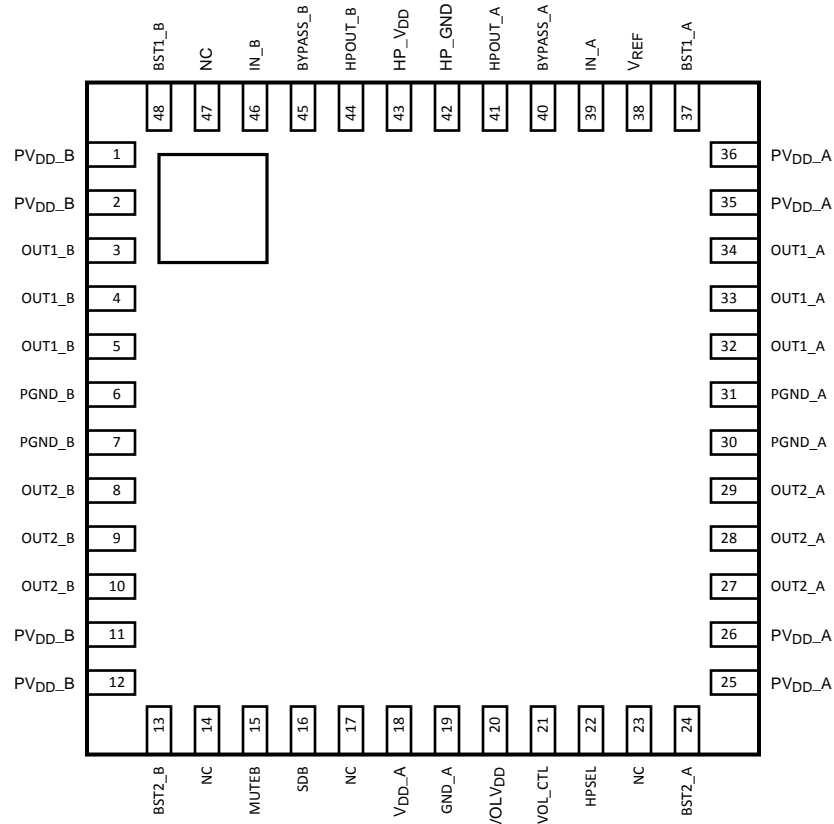 BST1_B
NC
IN_B
BYPASS_B
HPOUT_B
HP_VDD
HP_GND
HPOUT_A
BYPASS_A
IN_A
VREF
BST1_A
48
47
46
45
44
43
42
41
40
39
38
37
PVDD_B 1
PVDD_B 2
OUT1_B 3
OUT1_B 4
OUT1_B 5
PGND_B 6
PGND_B 7
OUT2_B 8
OUT2_B 9
OUT2_B 10
PVDD_B 11
PVDD_B 12
36 PVDD_A
35 PVDD_A
34 OUT1_A
33 OUT1_A
32 OUT1_A
31 PGND_A
30 PGND_A
29 OUT2_A
28 OUT2_A
27 OUT2_A
26 PVDD_A
25 PVDD_A
13
14
15
16
17
18
19
20
21
22
23
24
BST2_B
NC
MUTEB
SDB
NC
VDD_A
GND_A
VOLVDD
VOL_CTL
HPSEL
NC
BST2_A